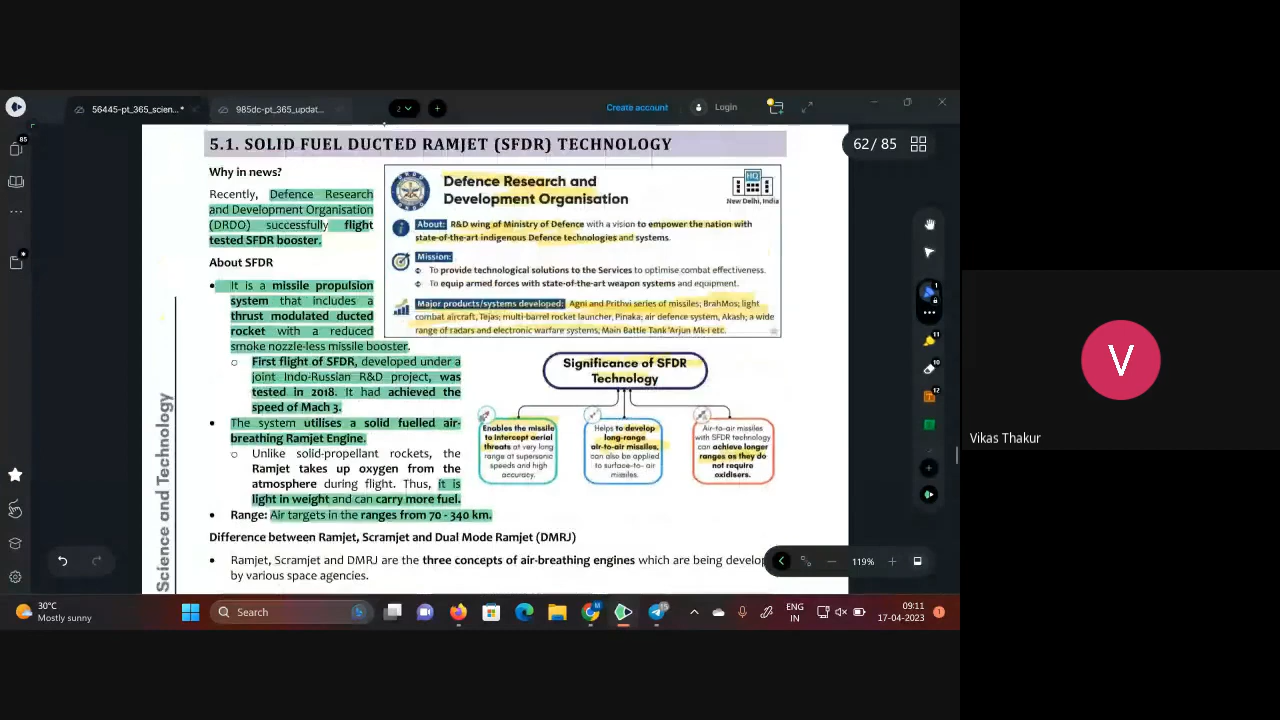 56445-pt_365_scien...*
985dc-pt_365_updat...
2
Create account
Login
85
5.1. SOLID FUEL DUCTED RAMJET (SFDR) TECHNOLOGY
62/ 85
Why in news?
Recently, Defence Research
and Development Organisation
(DRDO) successfully flight
tested SFDR booster.
About SFDR
• It is a missile propulsion
system that includes a
thrust modulated ducted
rocket with a reduced
smoke nozzle-less missile booster.
o First flight of SFDR, developed under a
joint Indo-Russian R&D project, was
tested in 2018. It had achieved the
speed of Mach 3.
• The system utilises a solid fuelled air-
breathing Ramjet Engine.
o Unlike solid-propellant rockets, the
Ramjet takes up oxygen from the
atmosphere during flight. Thus, it is
light in weight and can carry more fuel.
• Range: Air targets in the ranges from 70 - 340 km.
Defence Research and
Development Organisation
HQ
New Delhi, India
About: R&D wing of Ministry of Defence with a vision to empower the nation with
state-of-the-art indigenous Defence technologies and systems.
Mission:
To provide technological solutions to the Services to optimise combat effectiveness.
To equip armed forces with state-of-the-art weapon systems and equipment.
Major products/systems developed: Agni and Prithvi series of missiles; BrahMos; light
combat aircraft, Tejas; multi-barrel rocket launcher, Pinaka; air defence system, Akash; a wide
range of radars and electronic warfare systems; Main Battle Tank 'Arjun Mk-I etc.
Significance of SFDR
Technology
Enables the missile
to intercept aerial
threats at very long
range at supersonic
speeds and high
accuracy.
Helps to develop
long-range
air-to-air missiles,
can also be applied
to surface-to- air
missiles.
Air-to-air missiles
with SFDR technology
can achieve longer
ranges as they do
not require
oxidisers.
Difference between Ramjet, Scramjet and Dual Mode Ramjet (DMRJ)
• Ramjet, Scramjet and DMRJ are the three concepts of air-breathing engines which are being develop
by various space agencies.
Science and Technology
1
11
10
12
119%
V
Vikas Thakur
30°C
Mostly sunny
Search
ENG
IN
09:11
17-04-2023
1